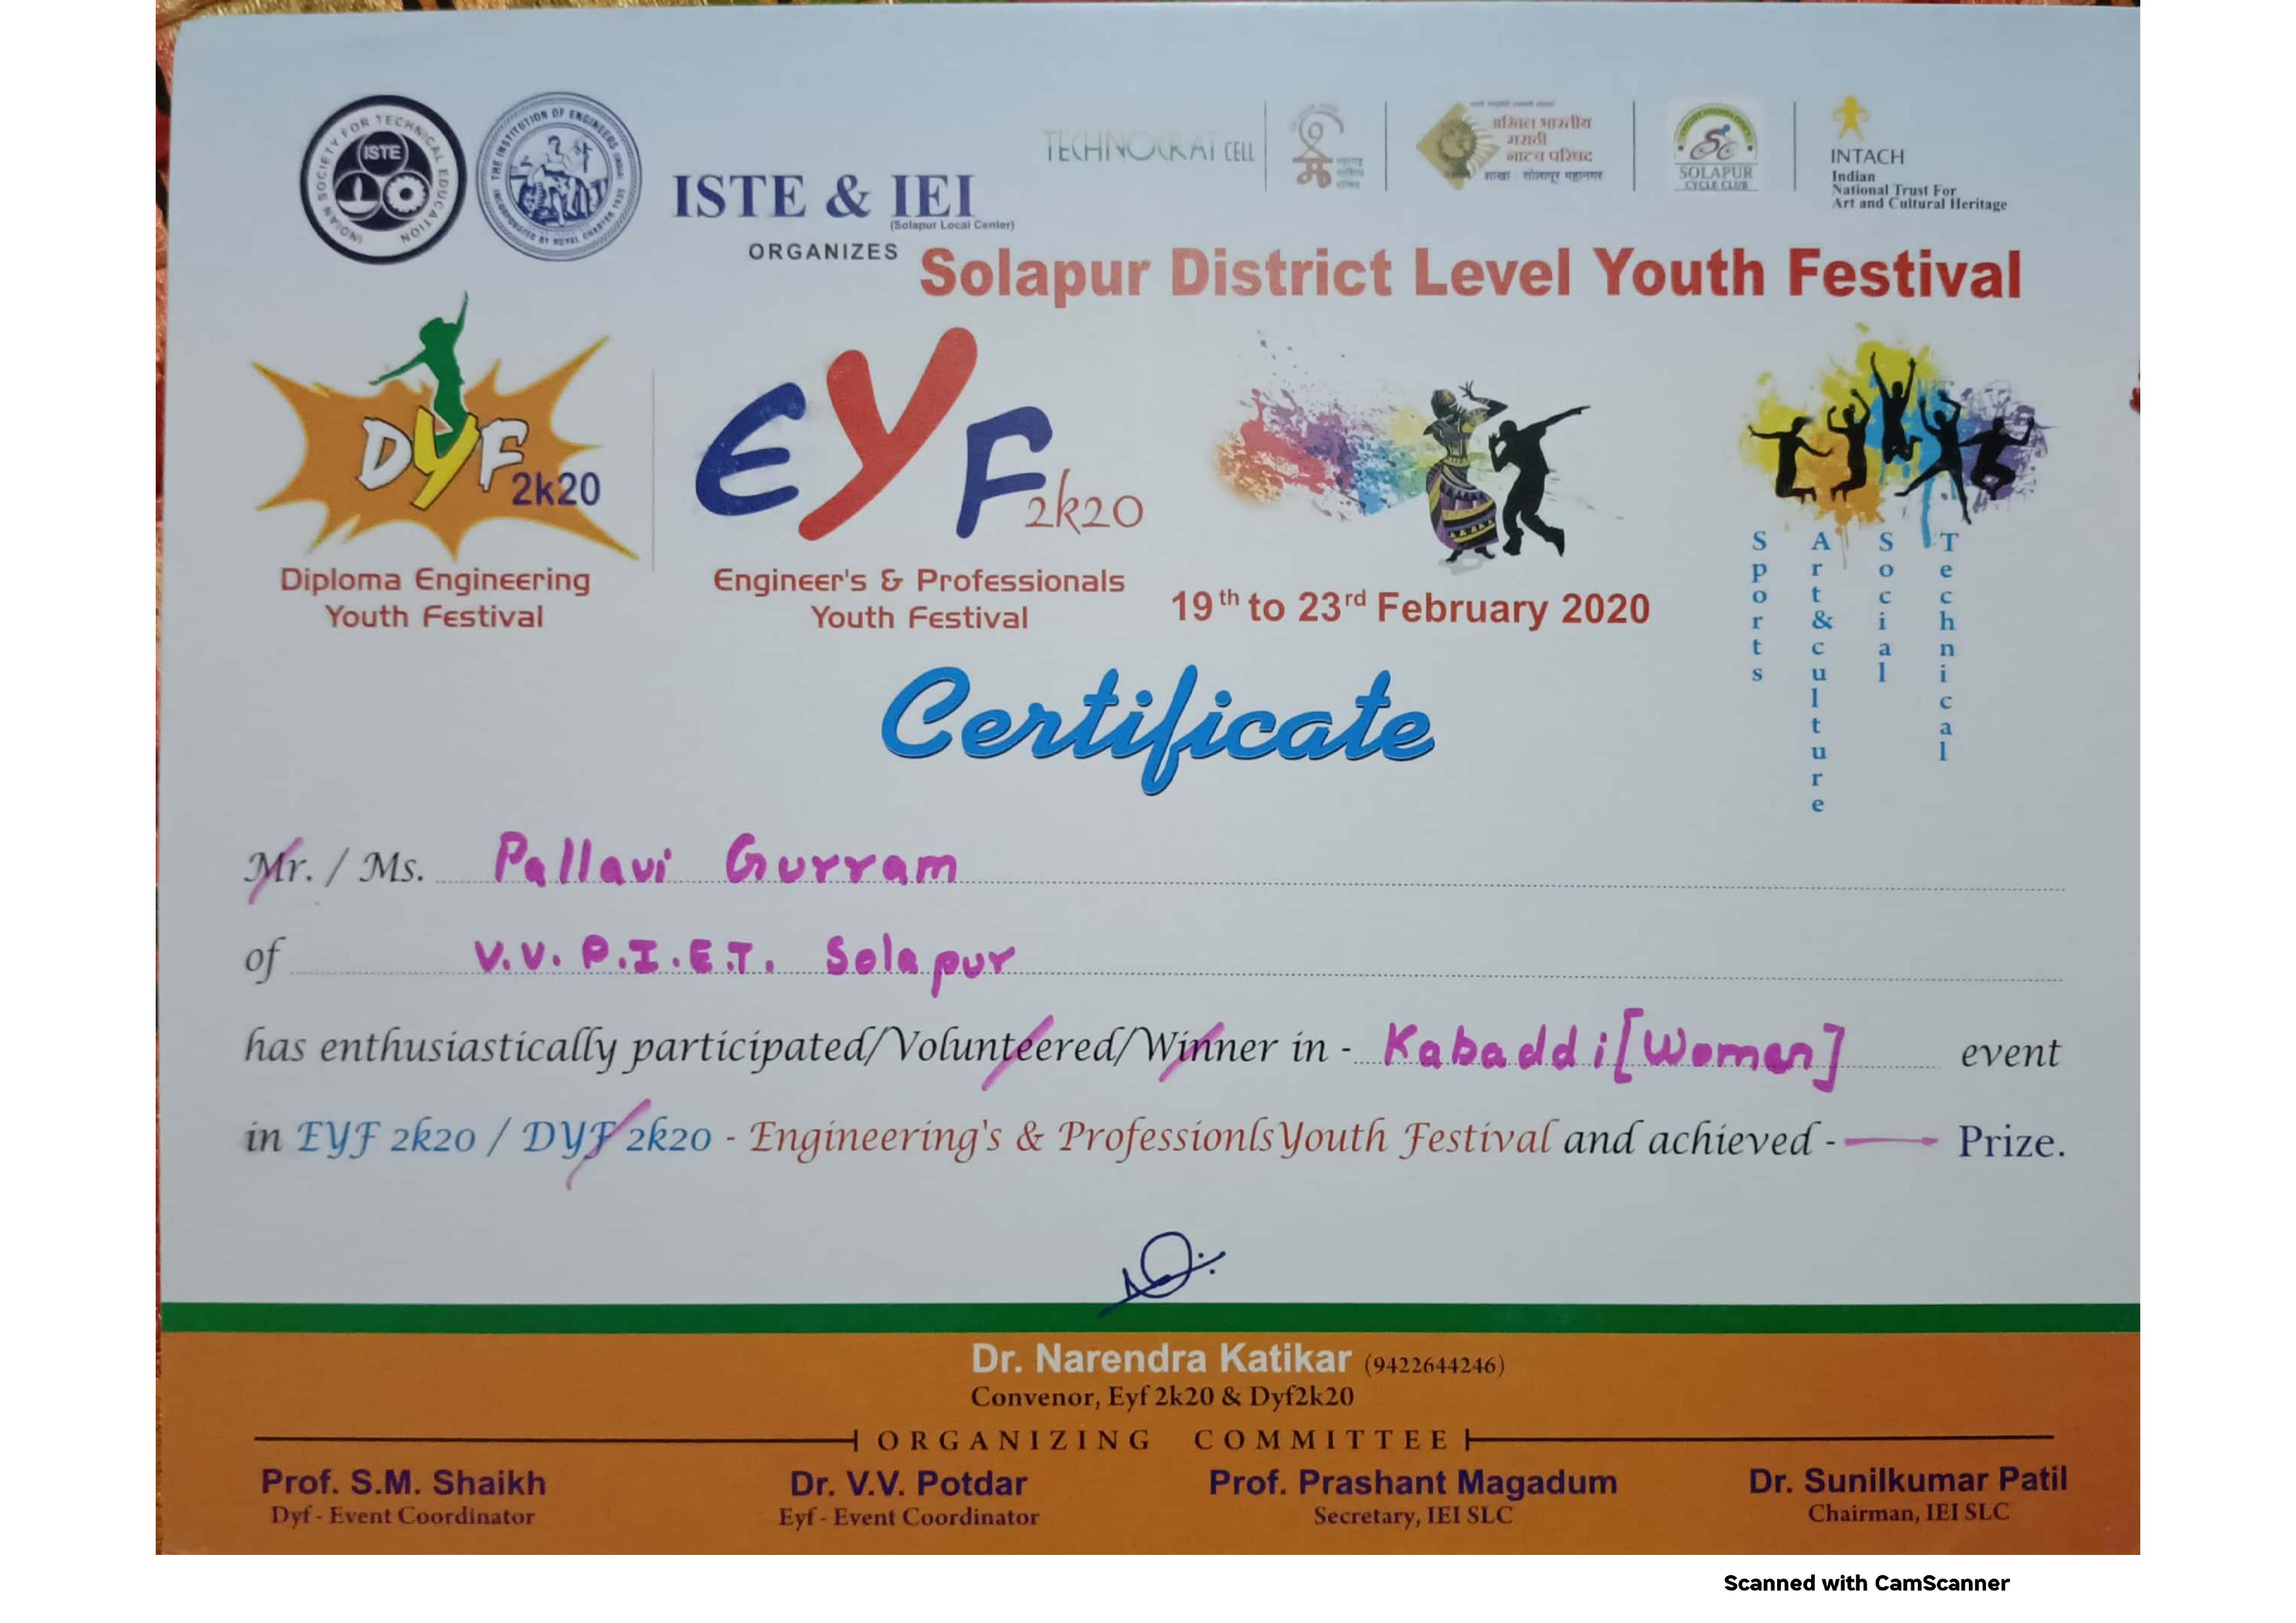 INDIAN SOCIETY FOR TECHNICAL EDUCATION
ISTE
THE INSTITUTION OF ENGINEERS
INCORPORATED BY ROYAL CHARTER 1935
ISTE & IEI
(Solapur Local Center)
ORGANIZES
TECHNOCRAT CELL
अखिल भारतीय
मराठी
नाट्य परिषद
शाखा सोलापूर महानगर
SOLAPUR
CYCLE CLUB
INTACH
Indian
National Trust For
Art and Cultural Heritage
Solapur District Level Youth Festival
DYF 2k20
Diploma Engineering
Youth Festival
EYF 2k20
Engineer's & Professionals
Youth Festival
19th to 23rd February 2020
Sports
Art&culture
Social
Technical
Certificate
Mr. / Ms. Pallavi Gurram
of V.V. P.I.E.T. Solapur
has enthusiastically participated/Volunteered/Winner in - Kabaddi [Women] event
in EYF 2k20 / DYF 2k20 - Engineering's & ProfessionlsYouth Festival and achieved - — Prize.
Dr. Narendra Katikar (9422644246)
Convenor, Eyf 2k20 & Dyf2k20
ORGANIZING COMMITTEE
Prof. S.M. Shaikh Dr. V.V. Potdar Prof. Prashant Magadum Dr. Sunilkumar Patil
Dyf - Event Coordinator Eyf - Event Coordinator Secretary, IEI SLC Chairman, IEI SLC
Scanned with CamScanner